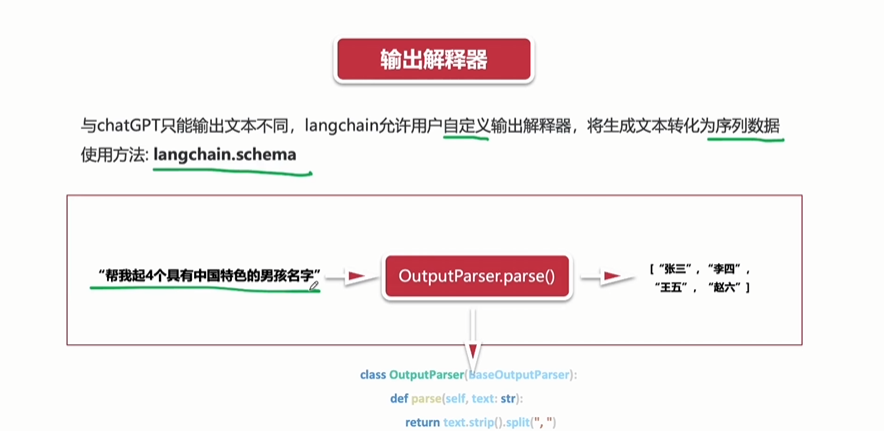 输出解释器
与chatGPT只能输出文本不同，langchain允许用户自定义输出解释器，将生成文本转化为序列数据
使用方法: langchain.schema
“帮我起4个具有中国特色的男孩名字”
OutputParser.parse()
[ “张三” ， “李四” ，
“王五” ， “赵六” ]
class OutputParser(BaseOutputParser):
def parse(self, text: str):
return text.strip().split(", ")